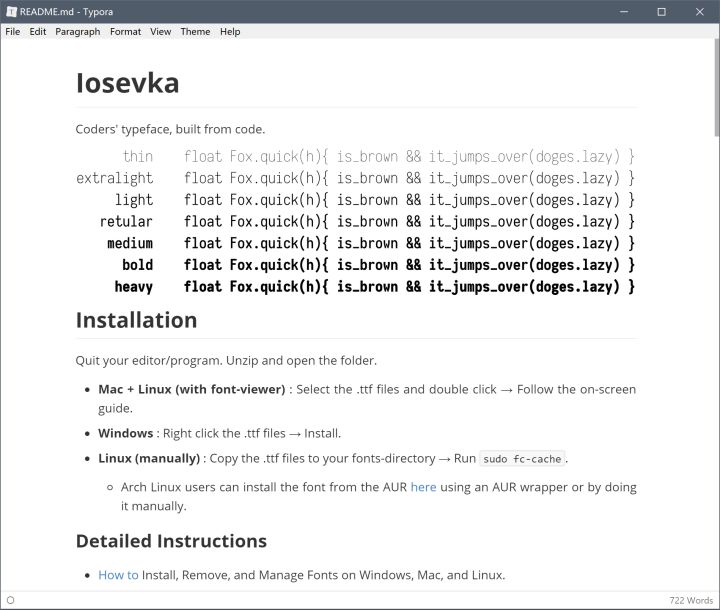 README.md - Typora
File Edit Paragraph Format View Theme Help
Iosevka
Coders' typeface, built from code.
thin float Fox.quick(h){ is_brown && it_jumps_over(doges.lazy) }
extralight float Fox.quick(h){ is_brown && it_jumps_over(doges.lazy) }
light float Fox.quick(h){ is_brown && it_jumps_over(doges.lazy) }
retular float Fox.quick(h){ is_brown && it_jumps_over(doges.lazy) }
medium float Fox.quick(h){ is_brown && it_jumps_over(doges.lazy) }
bold float Fox.quick(h){ is_brown && it_jumps_over(doges.lazy) }
heavy float Fox.quick(h){ is_brown && it_jumps_over(doges.lazy) }
Installation
Quit your editor/program. Unzip and open the folder.
• Mac + Linux (with font-viewer) : Select the .ttf files and double click → Follow the on-screen
guide.
• Windows : Right click the .ttf files → Install.
• Linux (manually) : Copy the .ttf files to your fonts-directory → Run sudo fc-cache.
○ Arch Linux users can install the font from the AUR here using an AUR wrapper or by doing
it manually.
Detailed Instructions
• How to Install, Remove, and Manage Fonts on Windows, Mac, and Linux.
722 Words